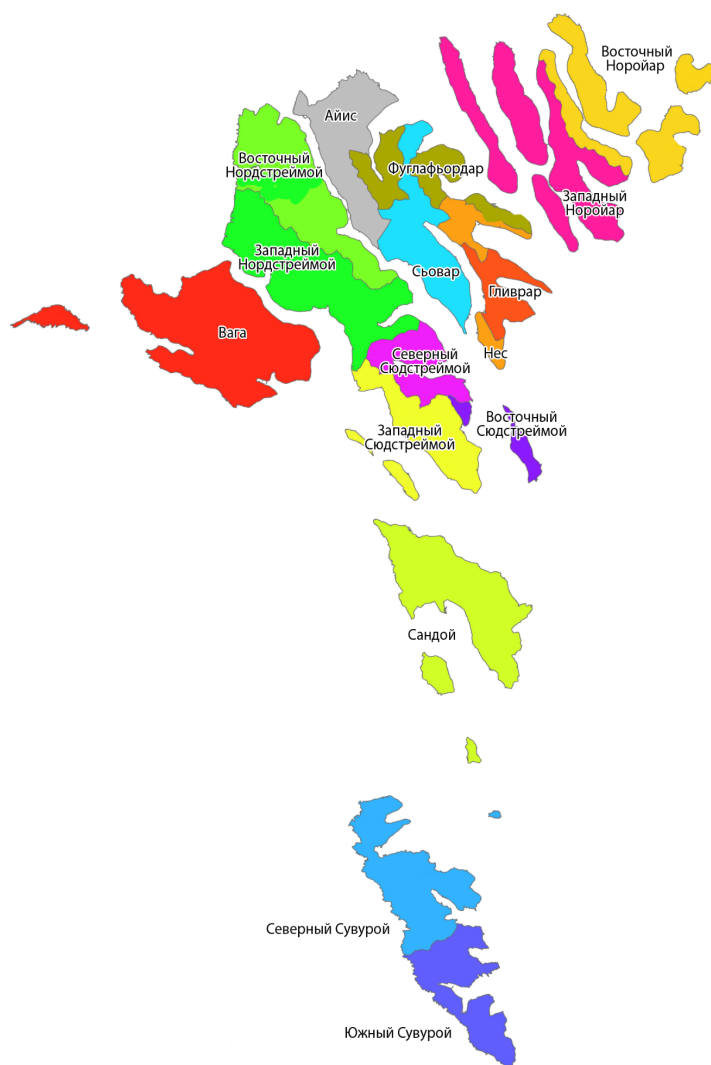 Восточный
Норойар
Айис
Восточный
Нордстреймой
Фуглафьордар
Западный
Норойар
Западный
Нордстреймой
Сьовар
Гливрар
Вага
Северный
Сюдстреймой
Нес
Восточный
Сюдстреймой
Западный
Сюдстреймой
Сандой
Северный Сувурой
Южный Сувурой